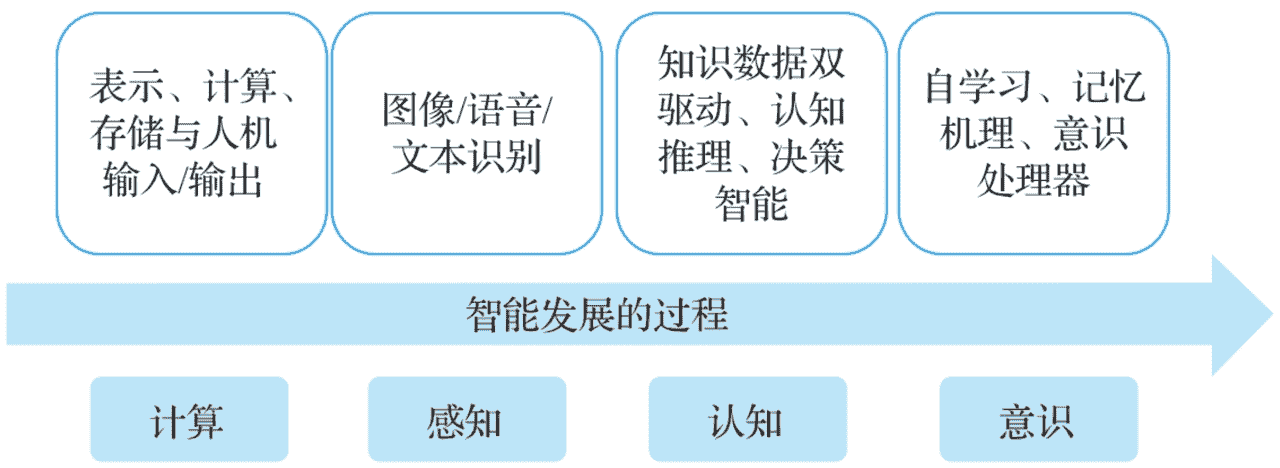 表示、计算、
存储与人机
输入/输出
图像/语音/
文本识别
知识数据双
驱动、认知
推理、决策
智能
自学习、记忆
机理、意识
处理器
智能发展的过程
计算
感知
认知
意识